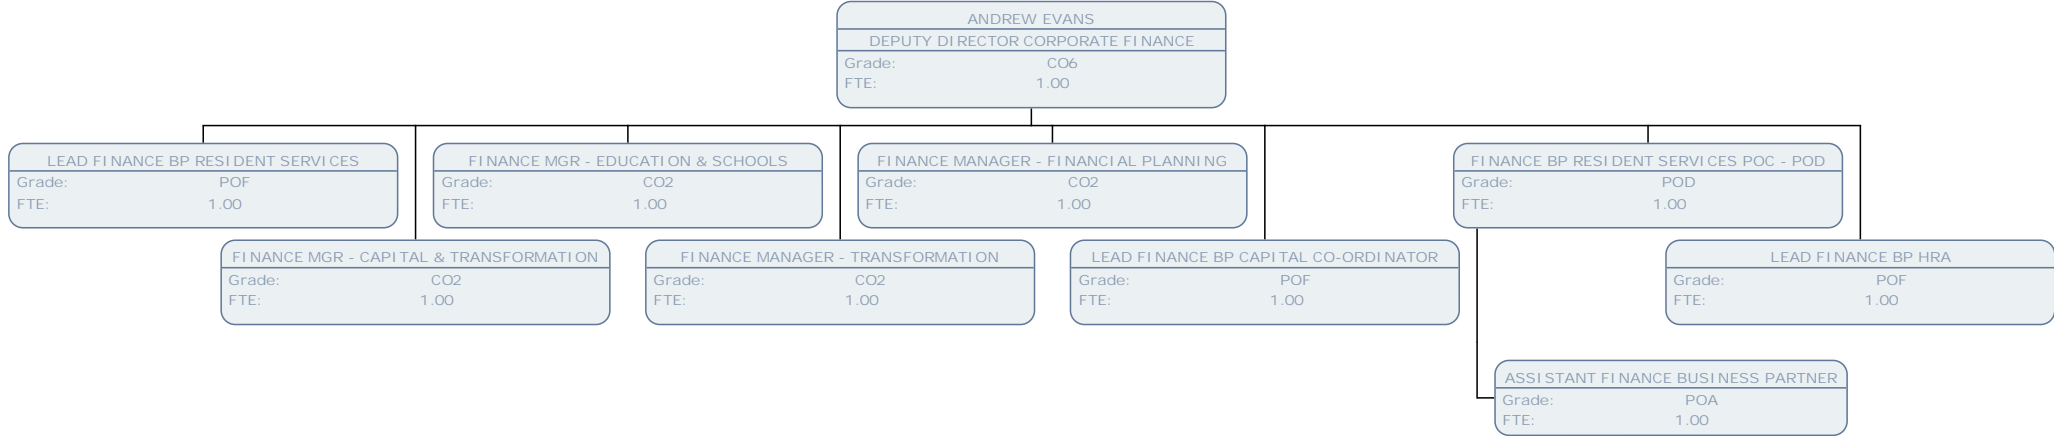 ANDREW EVANS
DEPUTY DIRECTOR CORPORATE FINANCE
Grade: CO6
FTE: 1.00
LEAD FINANCE BP RESIDENT SERVICES
Grade: POF
FTE: 1.00
FINANCE MGR - EDUCATION & SCHOOLS
Grade: CO2
FTE: 1.00
FINANCE MANAGER - FINANCIAL PLANNING
Grade: CO2
FTE: 1.00
FINANCE BP RESIDENT SERVICES POC - POD
Grade: POD
FTE: 1.00
FINANCE MGR - CAPITAL & TRANSFORMATION
Grade: CO2
FTE: 1.00
FINANCE MANAGER - TRANSFORMATION
Grade: CO2
FTE: 1.00
LEAD FINANCE BP CAPITAL CO-ORDINATOR
Grade: POF
FTE: 1.00
LEAD FINANCE BP HRA
Grade: POF
FTE: 1.00
ASSISTANT FINANCE BUSINESS PARTNER
Grade: POA
FTE: 1.00